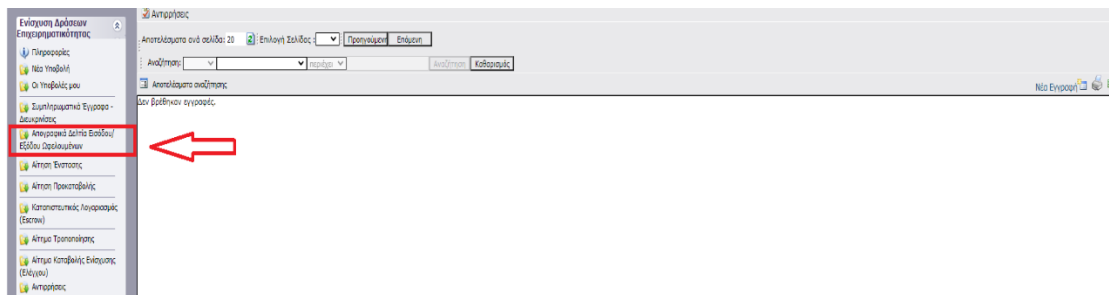 Ενίσχυση Δράσεων
Επιχειρηματικότητας
Πληροφορίες
Νέα Υποβολή
Οι Υποβολές μου
Συμπληρωματικά Έγγραφα -
Διευκρινίσεις
Απογραφικά Δελτία Εισόδου/
Εξόδου Ωφελουμένων
Αίτηση Ένστασης
Αίτηση Προκαταβολής
Καταπιστευτικός Λογαριασμός
(Escrow)
Αίτημα Τροποποίησης
Αίτημα Καταβολής Ενίσχυσης
(Ελέγχου)
Αντιρρήσεις
Αντιρρήσεις
Αποτελέσματα ανά σελίδα: 20 Επιλογή Σελίδας : Προηγούμενη Επόμενη
Αναζήτηση: περιέχει Αναζήτηση Καθαρισμός
Αποτελέσματα αναζήτησης Νέα Εγγραφή
Δεν βρέθηκαν εγγραφές.